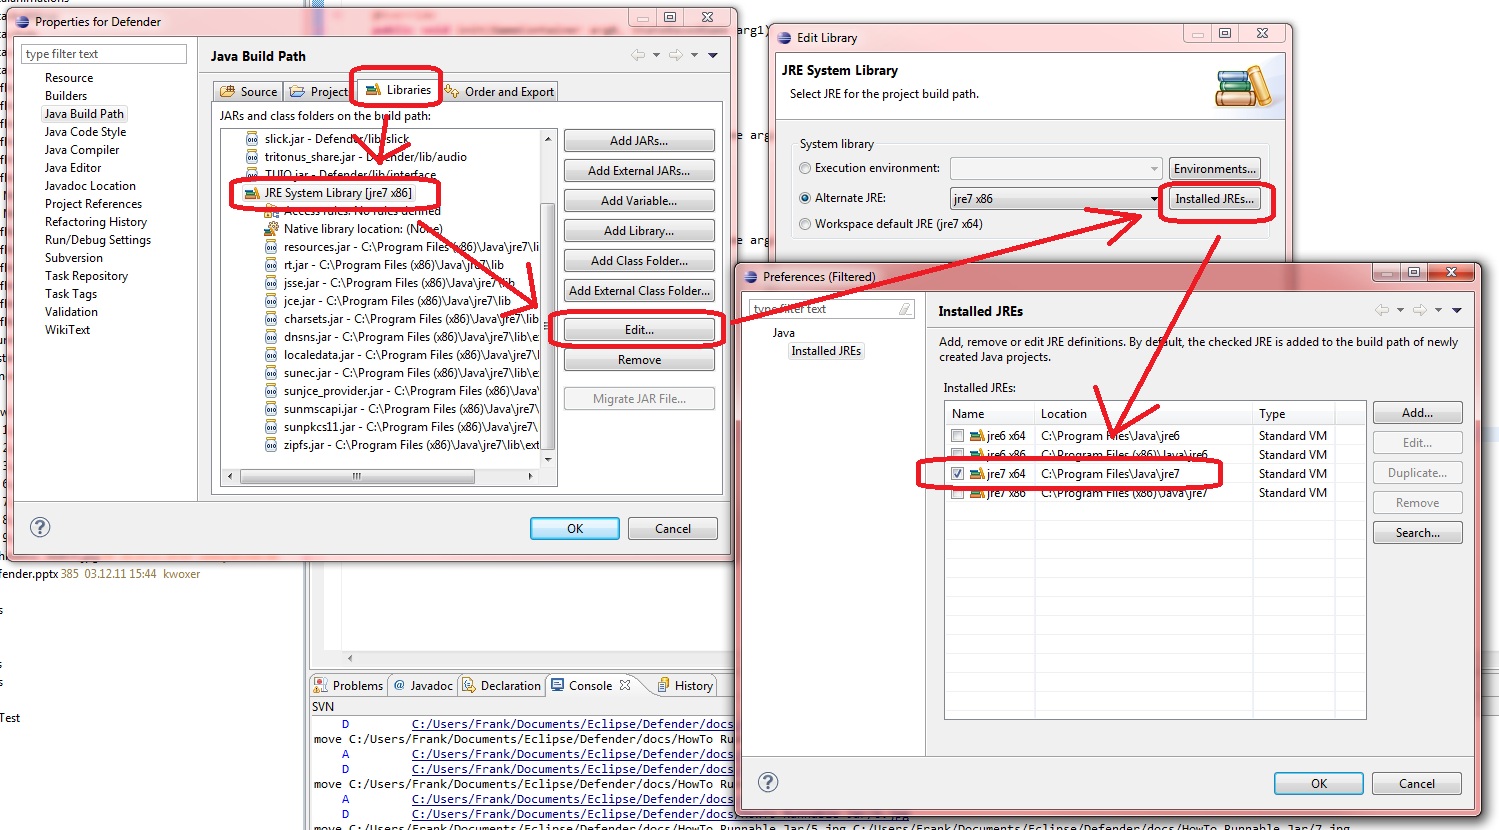 Properties for Defender
type filter text
Resource
Builders
Java Build Path
Java Code Style
Java Compiler
Java Editor
Javadoc Location
Project References
Refactoring History
Run/Debug Settings
Subversion
Task Repository
Task Tags
Validation
WikiText
Java Build Path
Source
Project
Libraries
Order and Export
JARs and class folders on the build path:
slick.jar - Defender/lib/slick
tritonus_share.jar - Defender/lib/audio
TUIO.jar - Defender/lib/interface
JRE System Library [jre7 x86]
Access rules: No rules defined
Native library location: (None)
resources.jar - C:\Program Files (x86)\Java\jre7\li
rt.jar - C:\Program Files (x86)\Java\jre7\lib
jsse.jar - C:\Program Files (x86)\Java\jre7\lib
jce.jar - C:\Program Files (x86)\Java\jre7\lib
charsets.jar - C:\Program Files (x86)\Java\jre7\lib
dnsns.jar - C:\Program Files (x86)\Java\jre7\lib\ex
localedata.jar - C:\Program Files (x86)\Java\jre7\l
sunec.jar - C:\Program Files (x86)\Java\jre7\lib\ex
sunjce_provider.jar - C:\Program Files (x86)\Java\
sunmscapi.jar - C:\Program Files (x86)\Java\jre7\l
sunpkcs11.jar - C:\Program Files (x86)\Java\jre7\l
zipfs.jar - C:\Program Files (x86)\Java\jre7\lib\ext
Add JARs...
Add External JARs...
Add Variable...
Add Library...
Add Class Folder...
Add External Class Folder...
Edit...
Remove
Migrate JAR File...
OK
Cancel
Edit Library
JRE System Library
Select JRE for the project build path.
System library
Execution environment:
Environments...
Alternate JRE:
jre7 x86
Installed JREs...
Workspace default JRE (jre7 x64)
Preferences (Filtered)
type filter text
Java
Installed JREs
Installed JREs
Add, remove or edit JRE definitions. By default, the checked JRE is added to the build path of newly
created Java projects.
Installed JREs:
Name Location Type
jre6 x64 C:\Program Files\Java\jre6 Standard VM
jre6 x86 C:\Program Files (x86)\Java\jre6 Standard VM
jre7 x64 C:\Program Files\Java\jre7 Standard VM
jre7 x86 C:\Program Files (x86)\Java\jre7 Standard VM
Add...
Edit...
Duplicate...
Remove
Search...
OK
Cancel
fender.pptx 385 03.12.11 15:44 kwoxer
Test
Problems
@ Javadoc
Declaration
Console
History
SVN
D C:/Users/Frank/Documents/Eclipse/Defender/docs
move C:/Users/Frank/Documents/Eclipse/Defender/docs/HowTo Ru
A C:/Users/Frank/Documents/Eclipse/Defender/docs
D C:/Users/Frank/Documents/Eclipse/Defender/docs
move C:/Users/Frank/Documents/Eclipse/Defender/docs/HowTo Ru
A C:/Users/Frank/Documents/Eclipse/Defender/docs
D C:/Users/Frank/Documents/Eclipse/Defender/docs
move C:/Users/Frank/Documents/Eclipse/Defender/docs/HowTo Runnable Jar/5.jpg C:/Users/Frank/Documents/Eclipse/Defender/docs/HowTo Runnable Jar/7.jpg